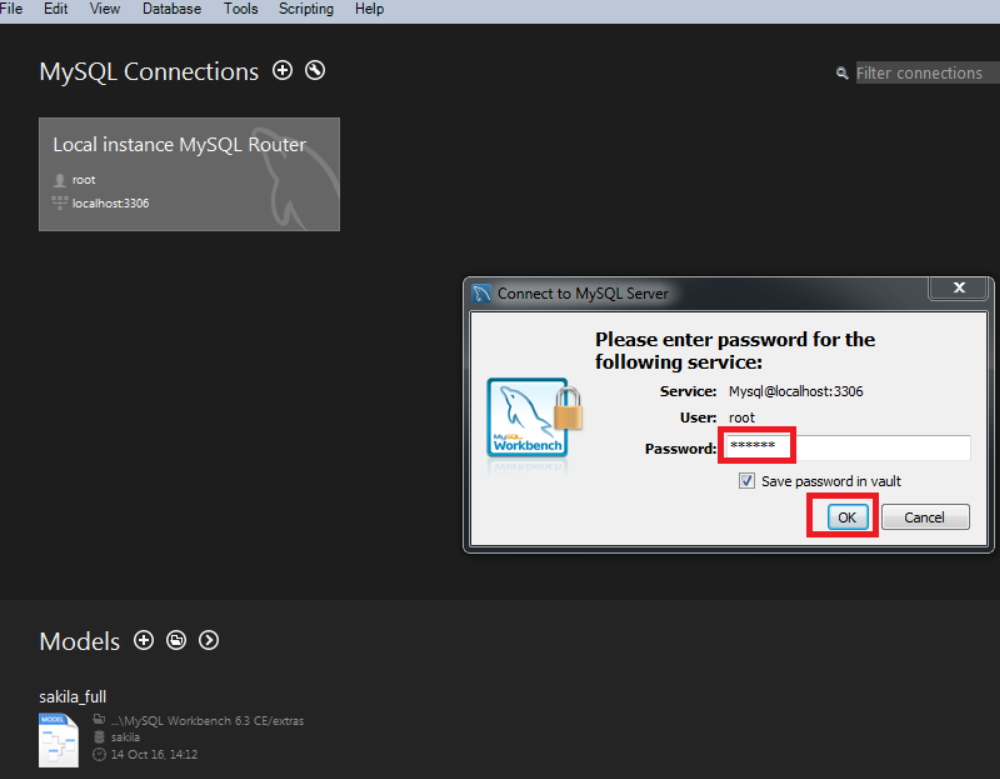 File Edit View Database Tools Scripting Help
MySQL Connections
Filter connections
Local instance MySQL Router
root
localhost:3306
Connect to MySQL Server
x
Please enter password for the
following service:
MySQL
Workbench
Service: Mysql@localhost:3306
User: root
Password: ******
Save password in vault
OK Cancel
Models
sakila_full
MODEL
...\MySQL Workbench 6.3 CE/extras
sakila
14 Oct 16, 14:12